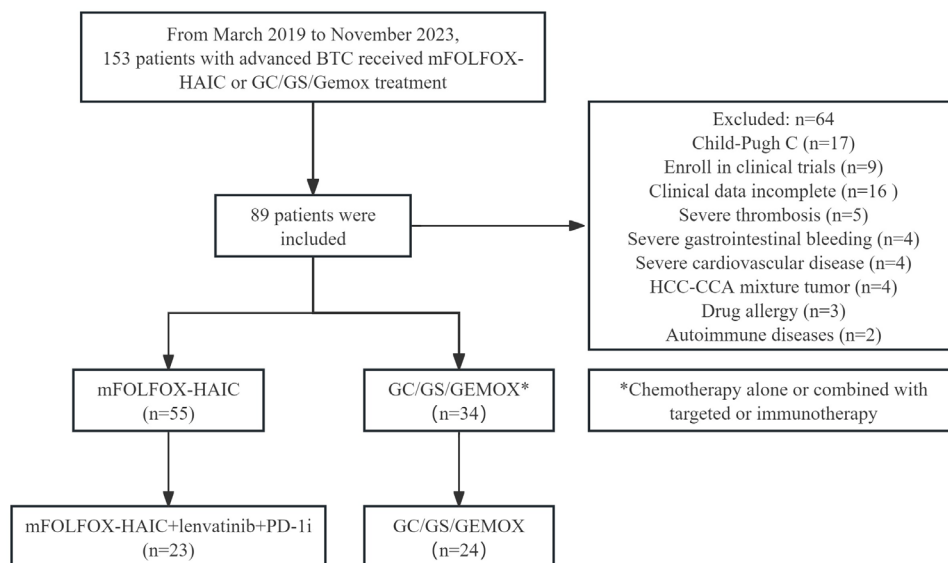 From March 2019 to November 2023,
153 patients with advanced BTC received mFOLFOX-
HAIC or GC/GS/Gemox treatment
Excluded: n=64
Child-Pugh C (n=17)
Enroll in clinical trials (n=9)
Clinical data incomplete (n=16 )
Severe thrombosis (n=5)
Severe gastrointestinal bleeding (n=4)
Severe cardiovascular disease (n=4)
HCC-CCA mixture tumor (n=4)
Drug allergy (n=3)
Autoimmune diseases (n=2)
89 patients were
included
mFOLFOX-HAIC
(n=55)
GC/GS/GEMOX*
(n=34)
*Chemotherapy alone or combined with
targeted or immunotherapy
mFOLFOX-HAIC+lenvatinib+PD-1i
(n=23)
GC/GS/GEMOX
(n=24)